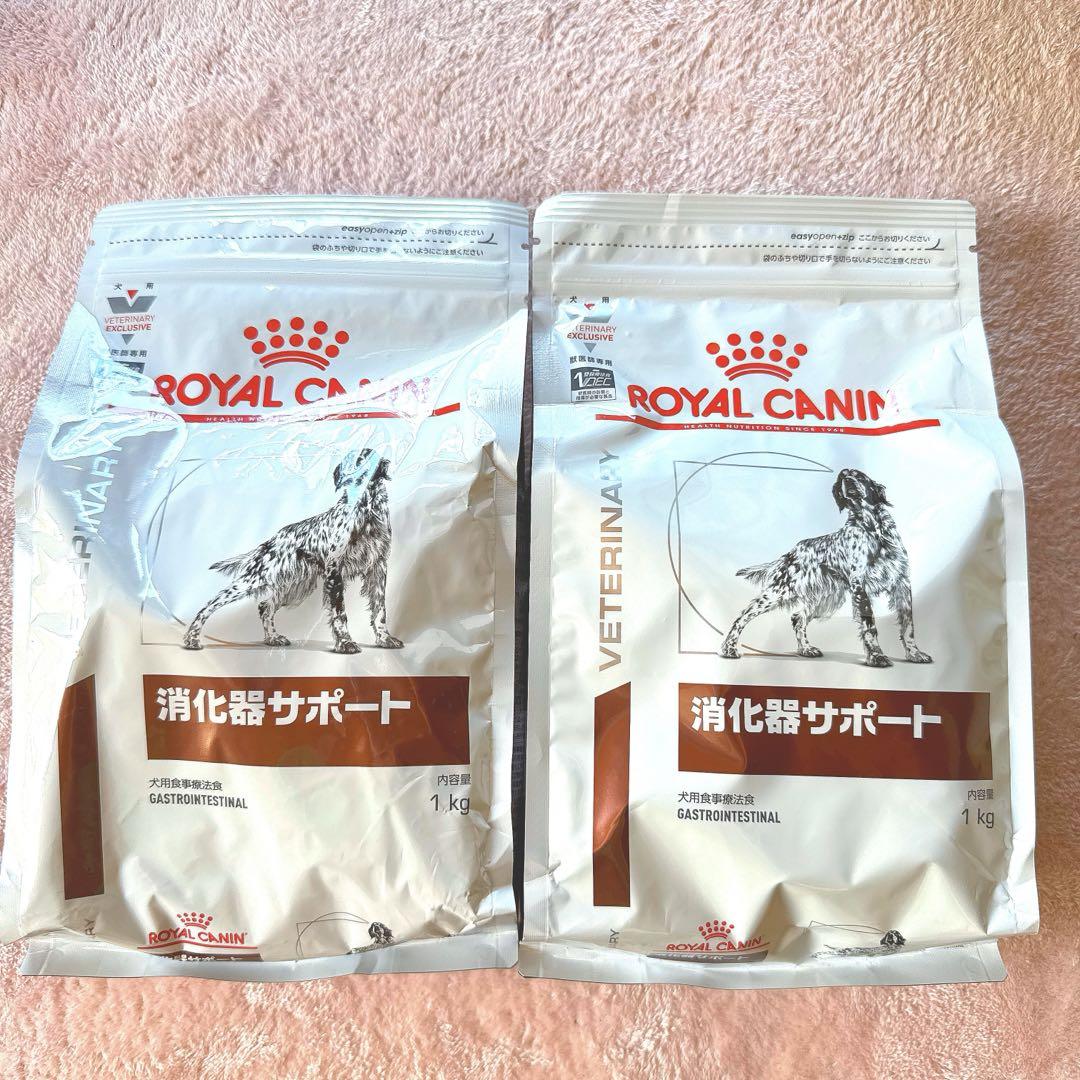 easyopen+zip ここからお切りください
袋のふちや切り口で手を切らないようにご注意ください
犬 用
VETERINARY
EXCLUSIVE
医師専用
ROYAL CANIN
HEALTH NUTRITION SINCE 1968
消化器サポート
犬用食事療法食
GASTROINTESTINAL
内容量
1 kg
ROYAL CANIN
easyopen+zip ここからお切りください
袋のふちや切り口で手を切らないようにご注意ください
犬 用
VETERINARY
EXCLUSIVE
獣医師専用
ROYAL CANIN
HEALTH NUTRITION SINCE 1968
VETERINARY
消化器サポート
犬用食事療法食
GASTROINTESTINAL
内容量
1 kg
ROYAL CANIN
消化器サポート